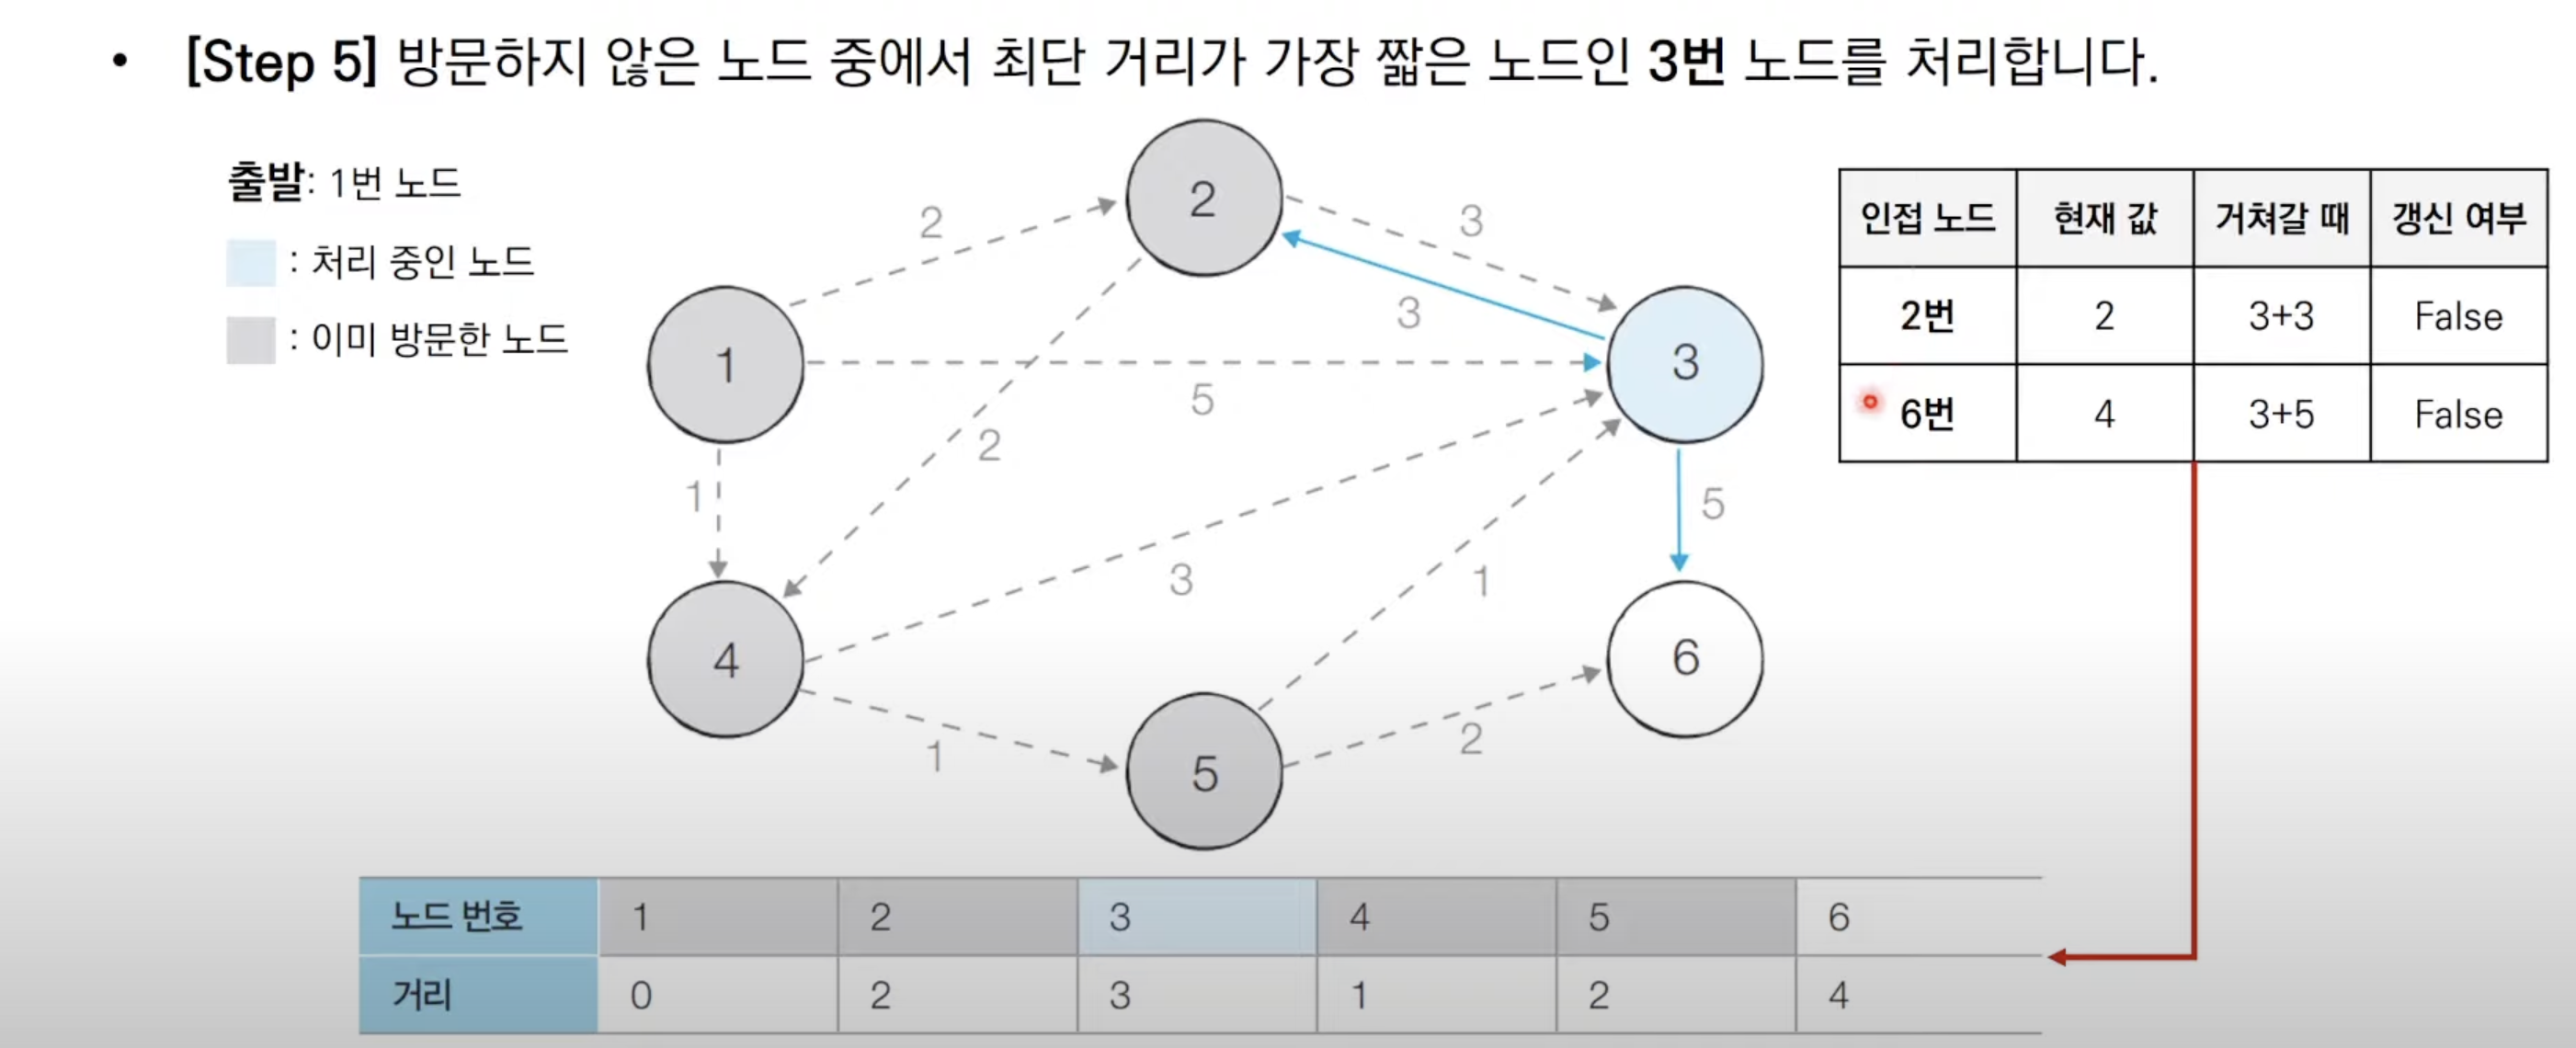 • [Step 5] 방문하지 않은 노드 중에서 최단 거리가 가장 짧은 노드인 3번 노드를 처리합니다.
출발: 1번 노드
: 처리 중인 노드
: 이미 방문한 노드
2
2
3
3
1
5
3
2
1
5
3
1
4
6
1
2
5
인접 노드 현재 값 거쳐갈 때 갱신 여부
2번 2 3+3 False
6번 4 3+5 False
노드 번호 1 2 3 4 5 6
거리 0 2 3 1 2 4